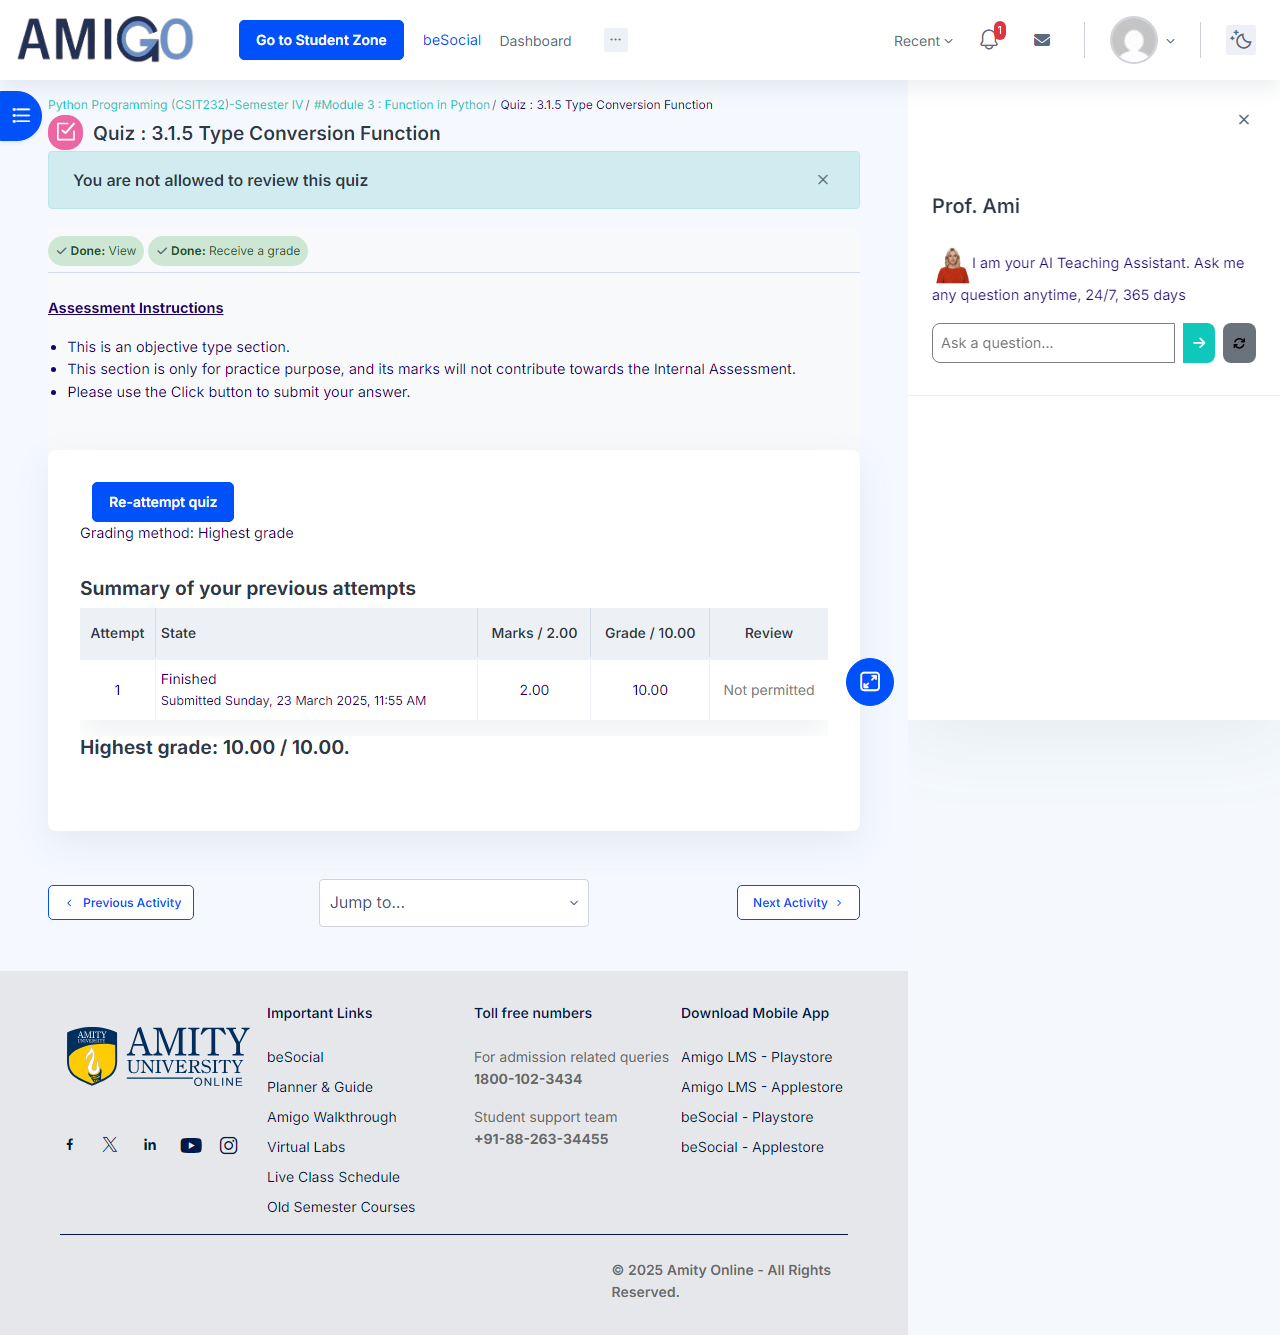 AMIGO
Go to Student Zone
beSocial
Dashboard
Recent
1
Python Programming (CSIT232)-Semester IV / #Module 3 : Function in Python / Quiz : 3.1.5 Type Conversion Function
Quiz : 3.1.5 Type Conversion Function
You are not allowed to review this quiz
Done: View
Done: Receive a grade
Assessment Instructions
This is an objective type section.
This section is only for practice purpose, and its marks will not contribute towards the Internal Assessment.
Please use the Click button to submit your answer.
Re-attempt quiz
Grading method: Highest grade
Summary of your previous attempts
Attempt State Marks / 2.00 Grade / 10.00 Review
1 Finished 2.00 10.00 Not permitted
Submitted Sunday, 23 March 2025, 11:55 AM
Highest grade: 10.00 / 10.00.
Previous Activity
Jump to...
Next Activity
Prof. Ami
I am your AI Teaching Assistant. Ask me
any question anytime, 24/7, 365 days
Ask a question...
AMITY
UNIVERSITY
AMITY
UNIVERSITY
ONLINE
Important Links
beSocial
Planner & Guide
Amigo Walkthrough
Virtual Labs
Live Class Schedule
Old Semester Courses
Toll free numbers
For admission related queries
1800-102-3434
Student support team
+91-88-263-34455
Download Mobile App
Amigo LMS - Playstore
Amigo LMS - Applestore
beSocial - Playstore
beSocial - Applestore
© 2025 Amity Online - All Rights
Reserved.